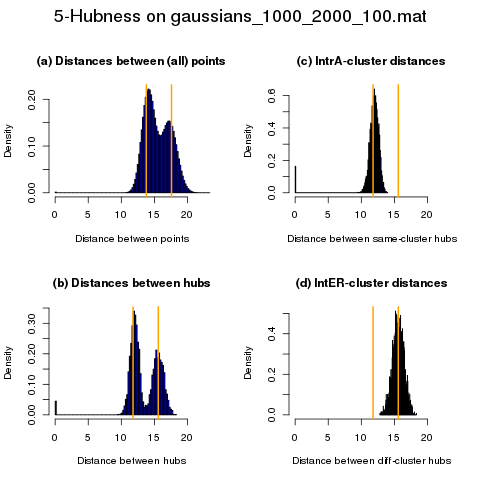 5-Hubness on gaussians_1000_2000_100.mat
(a) Distances between (all) points
Density
0.00
0.10
0.20
0
5
10
15
20
Distance between points
(c) IntrA-cluster distances
Density
0.0
0.2
0.4
0.6
0
5
10
15
20
Distance between same-cluster hubs
(b) Distances between hubs
Density
0.00
0.10
0.20
0.30
0
5
10
15
20
Distance between hubs
(d) IntER-cluster distances
Density
0.0
0.2
0.4
0
5
10
15
20
Distance between diff-cluster hubs